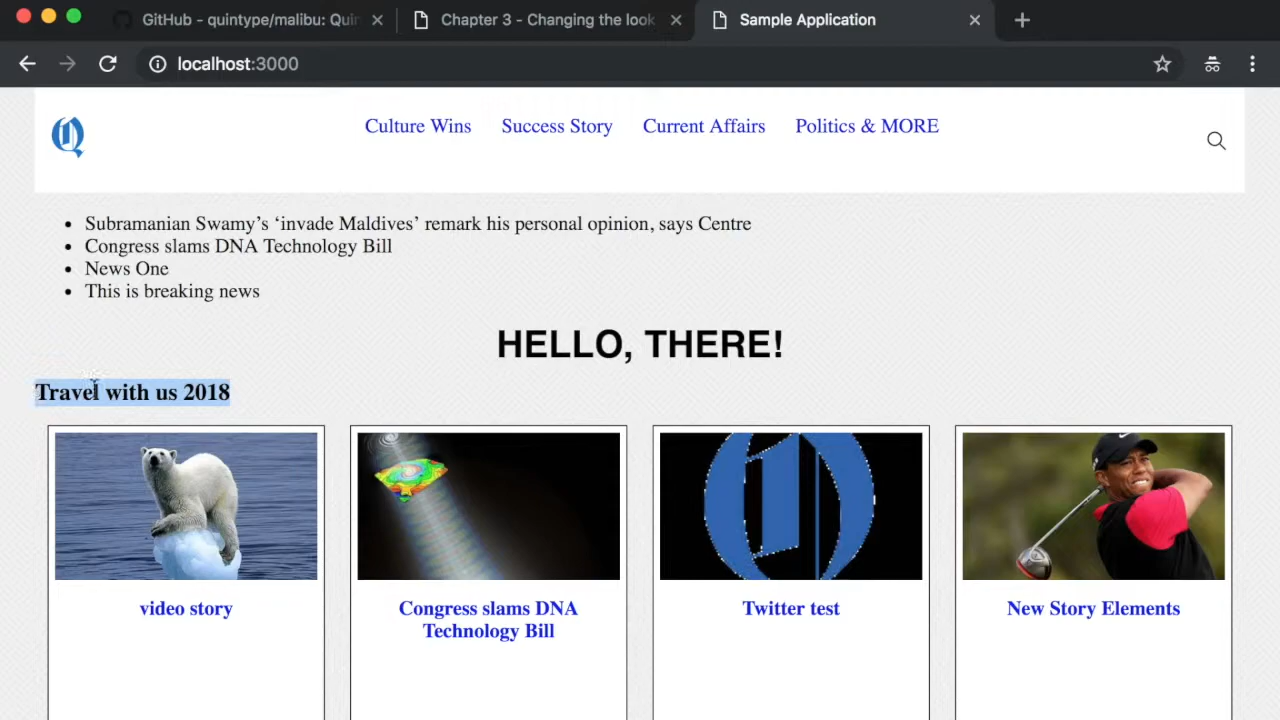 GitHub - quintype/malibu: Quin
Chapter 3 - Changing the look
Sample Application
localhost:3000
Culture Wins
Success Story
Current Affairs
Politics & MORE
Subramanian Swamy’s ‘invade Maldives’ remark his personal opinion, says Centre
Congress slams DNA Technology Bill
News One
This is breaking news
HELLO, THERE!
Travel with us 2018
video story
Congress slams DNA
Technology Bill
Twitter test
New Story Elements